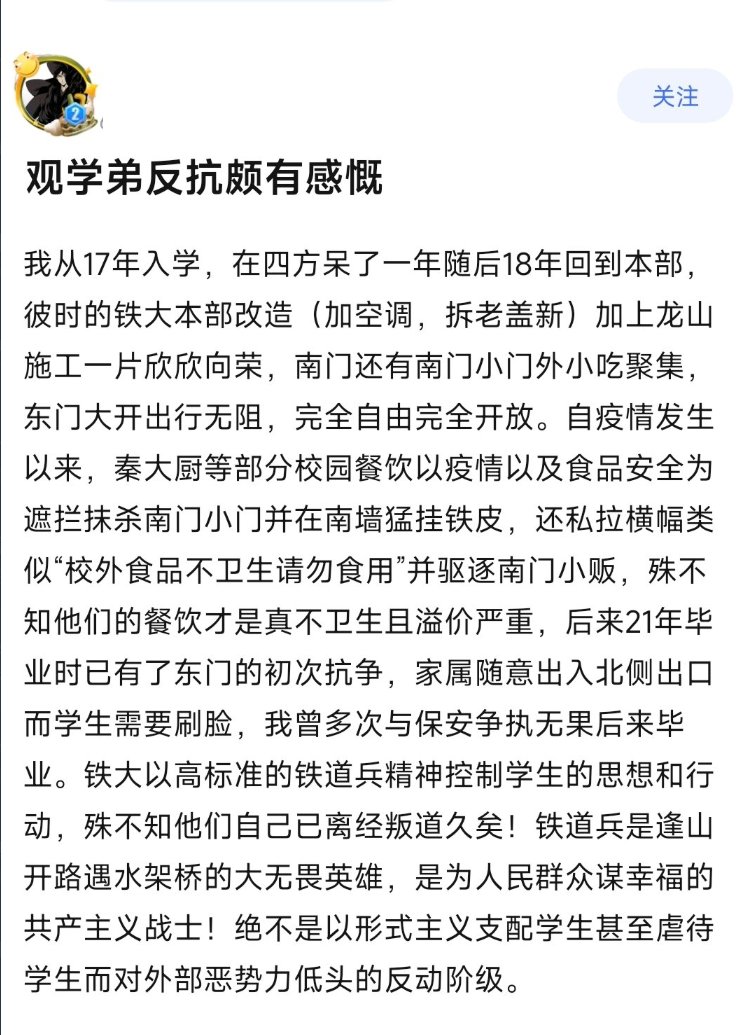 2
关注
观学弟反抗颇有感慨
我从17年入学，在四方呆了一年随后18年回到本部，
彼时的铁大本部改造（加空调，拆老盖新）加上龙山
施工一片欣欣向荣，南门还有南门小门外小吃聚集，
东门大开出行无阻，完全自由完全开放。自疫情发生
以来，秦大厨等部分校园餐饮以疫情以及食品安全为
遮拦抹杀南门小门并在南墙猛挂铁皮，还私拉横幅类
似“校外食品不卫生请勿食用”并驱逐南门小贩，殊不
知他们的餐饮才是真不卫生且溢价严重，后来21年毕
业时已有了东门的初次抗争，家属随意出入北侧出口
而学生需要刷脸，我曾多次与保安争执无果后来毕
业。铁大以高标准的铁道兵精神控制学生的思想和行
动，殊不知他们自己已离经叛道久矣！铁道兵是逢山
开路遇水架桥的大无畏英雄，是为人民群众谋幸福的
共产主义战士！绝不是以形式主义支配学生甚至虐待
学生而对外部恶势力低头的反动阶级。